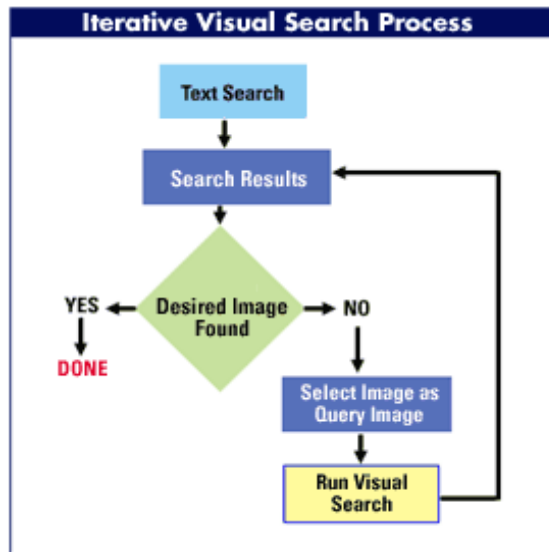 Iterative Visual Search Process
Text Search
Search Results
Desired Image
Found
YES
NO
DONE
Select Image as
Query Image
Run Visual
Search